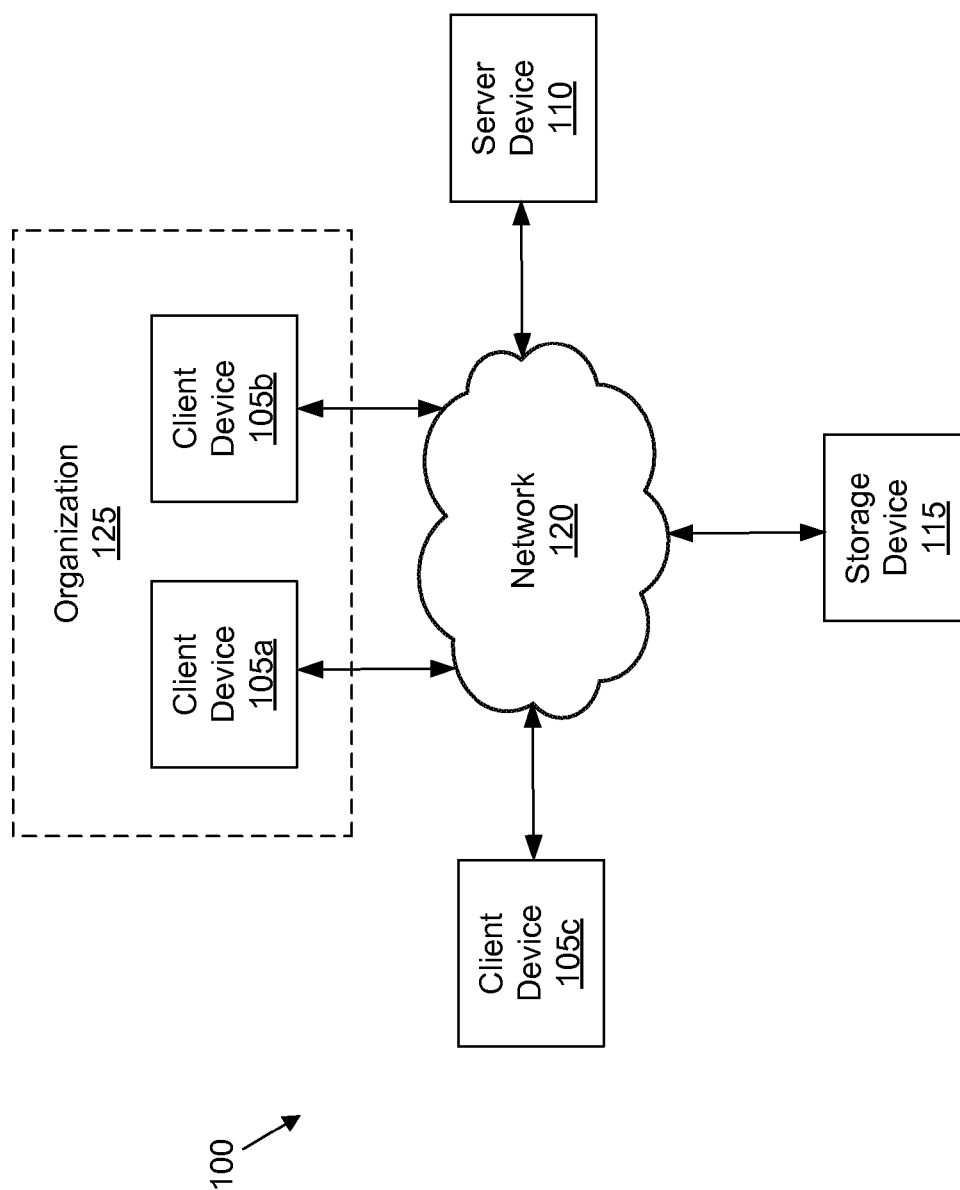 100
Organization
125
Client
Device
105a
Client
Device
105b
Client
Device
105c
Network
120
Server
Device
110
Storage
Device
115